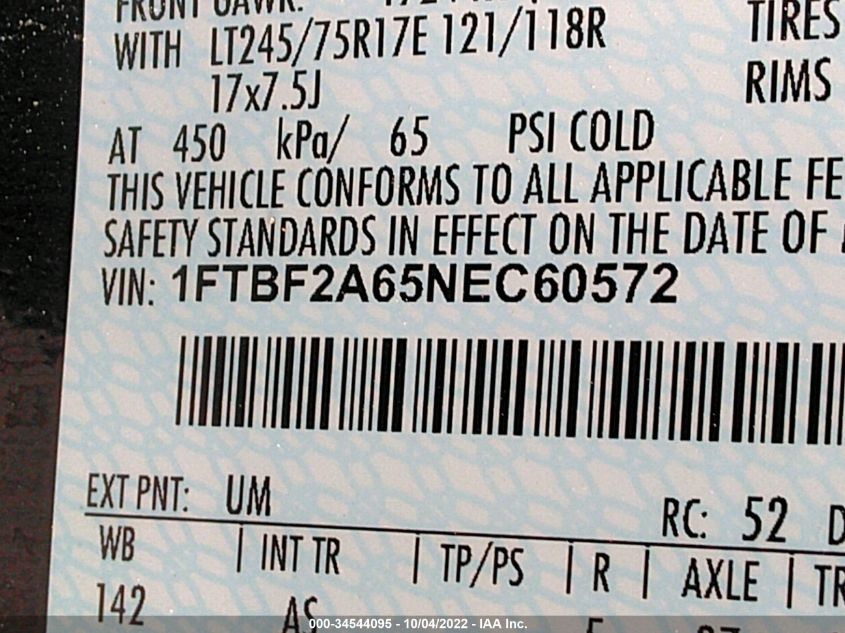 FRONT GAWR:
WITH LT245/75R17E 121/118R TIRES
17x7.5J RIMS
AT 450 kPa/ 65 PSI COLD
THIS VEHICLE CONFORMS TO ALL APPLICABLE FE
SAFETY STANDARDS IN EFFECT ON THE DATE OF
VIN: 1FTBF2A65NEC60572
EXT PNT: UM RC: 52 D
WB | INT TR | TP/PS | R | AXLE | TR
142 AS
000-34544095 - 10/04/2022 - IAA Inc.